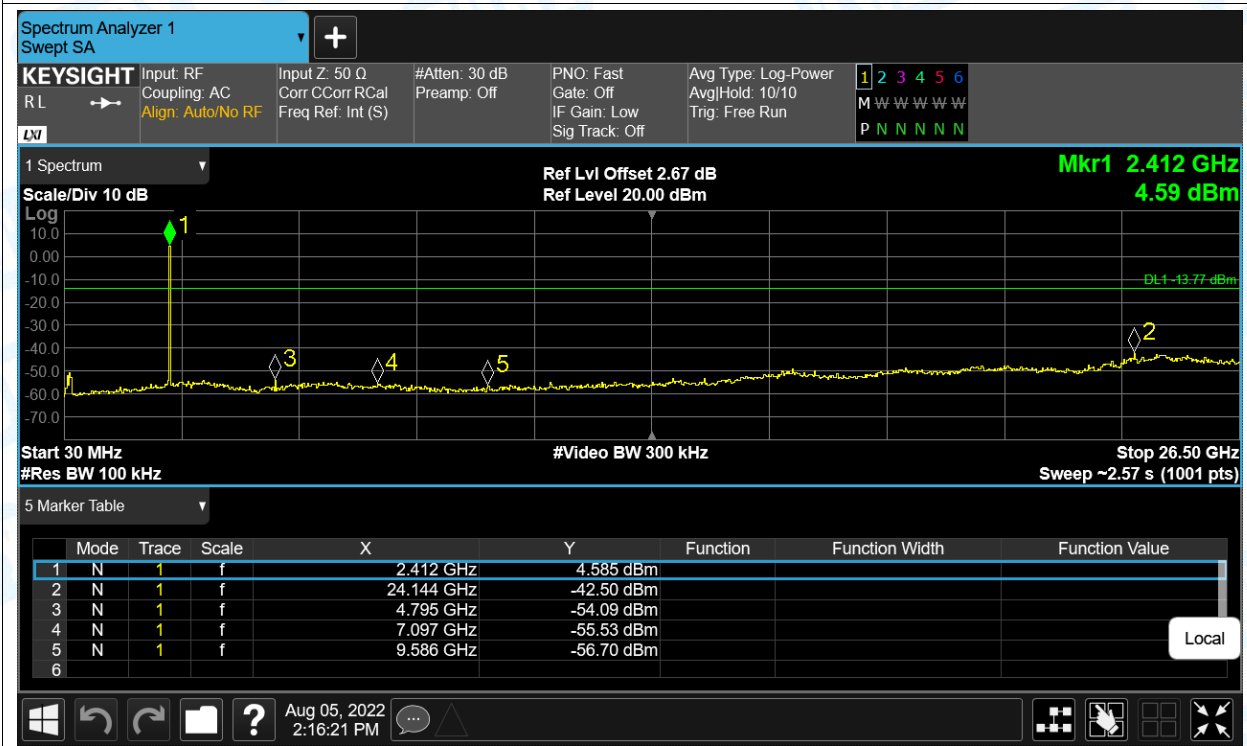 Spectrum Analyzer 1
Swept SA
KEYSIGHT
R L
LXI
Input: RF
Coupling: AC
Align: Auto/No RF
Input Z: 50 Ω
Corr CCorr RCal
Freq Ref: Int (S)
#Atten: 30 dB
Preamp: Off
PNO: Fast
Gate: Off
IF Gain: Low
Sig Track: Off
Avg Type: Log-Power
Avg|Hold: 10/10
Trig: Free Run
1 2 3 4 5 6
M W W W W W W
P N N N N N
1 Spectrum
Scale/Div 10 dB
Ref Lvl Offset 2.67 dB
Ref Level 20.00 dBm
Mkr1 2.412 GHz
4.59 dBm
Log
10.0
0.00
-10.0
-20.0
-30.0
-40.0
-50.0
-60.0
-70.0
1
DL1 -13.77 dBm
2
3
4
5
Start 30 MHz
#Video BW 300 kHz
Stop 26.50 GHz
#Res BW 100 kHz
Sweep ~2.57 s (1001 pts)
5 Marker Table
Mode Trace Scale X Y Function Function Width Function Value
1 N 1 f 2.412 GHz 4.585 dBm
2 N 1 f 24.144 GHz -42.50 dBm
3 N 1 f 4.795 GHz -54.09 dBm
4 N 1 f 7.097 GHz -55.53 dBm
5 N 1 f 9.586 GHz -56.70 dBm
6
Local
?
Aug 05, 2022
2:16:21 PM